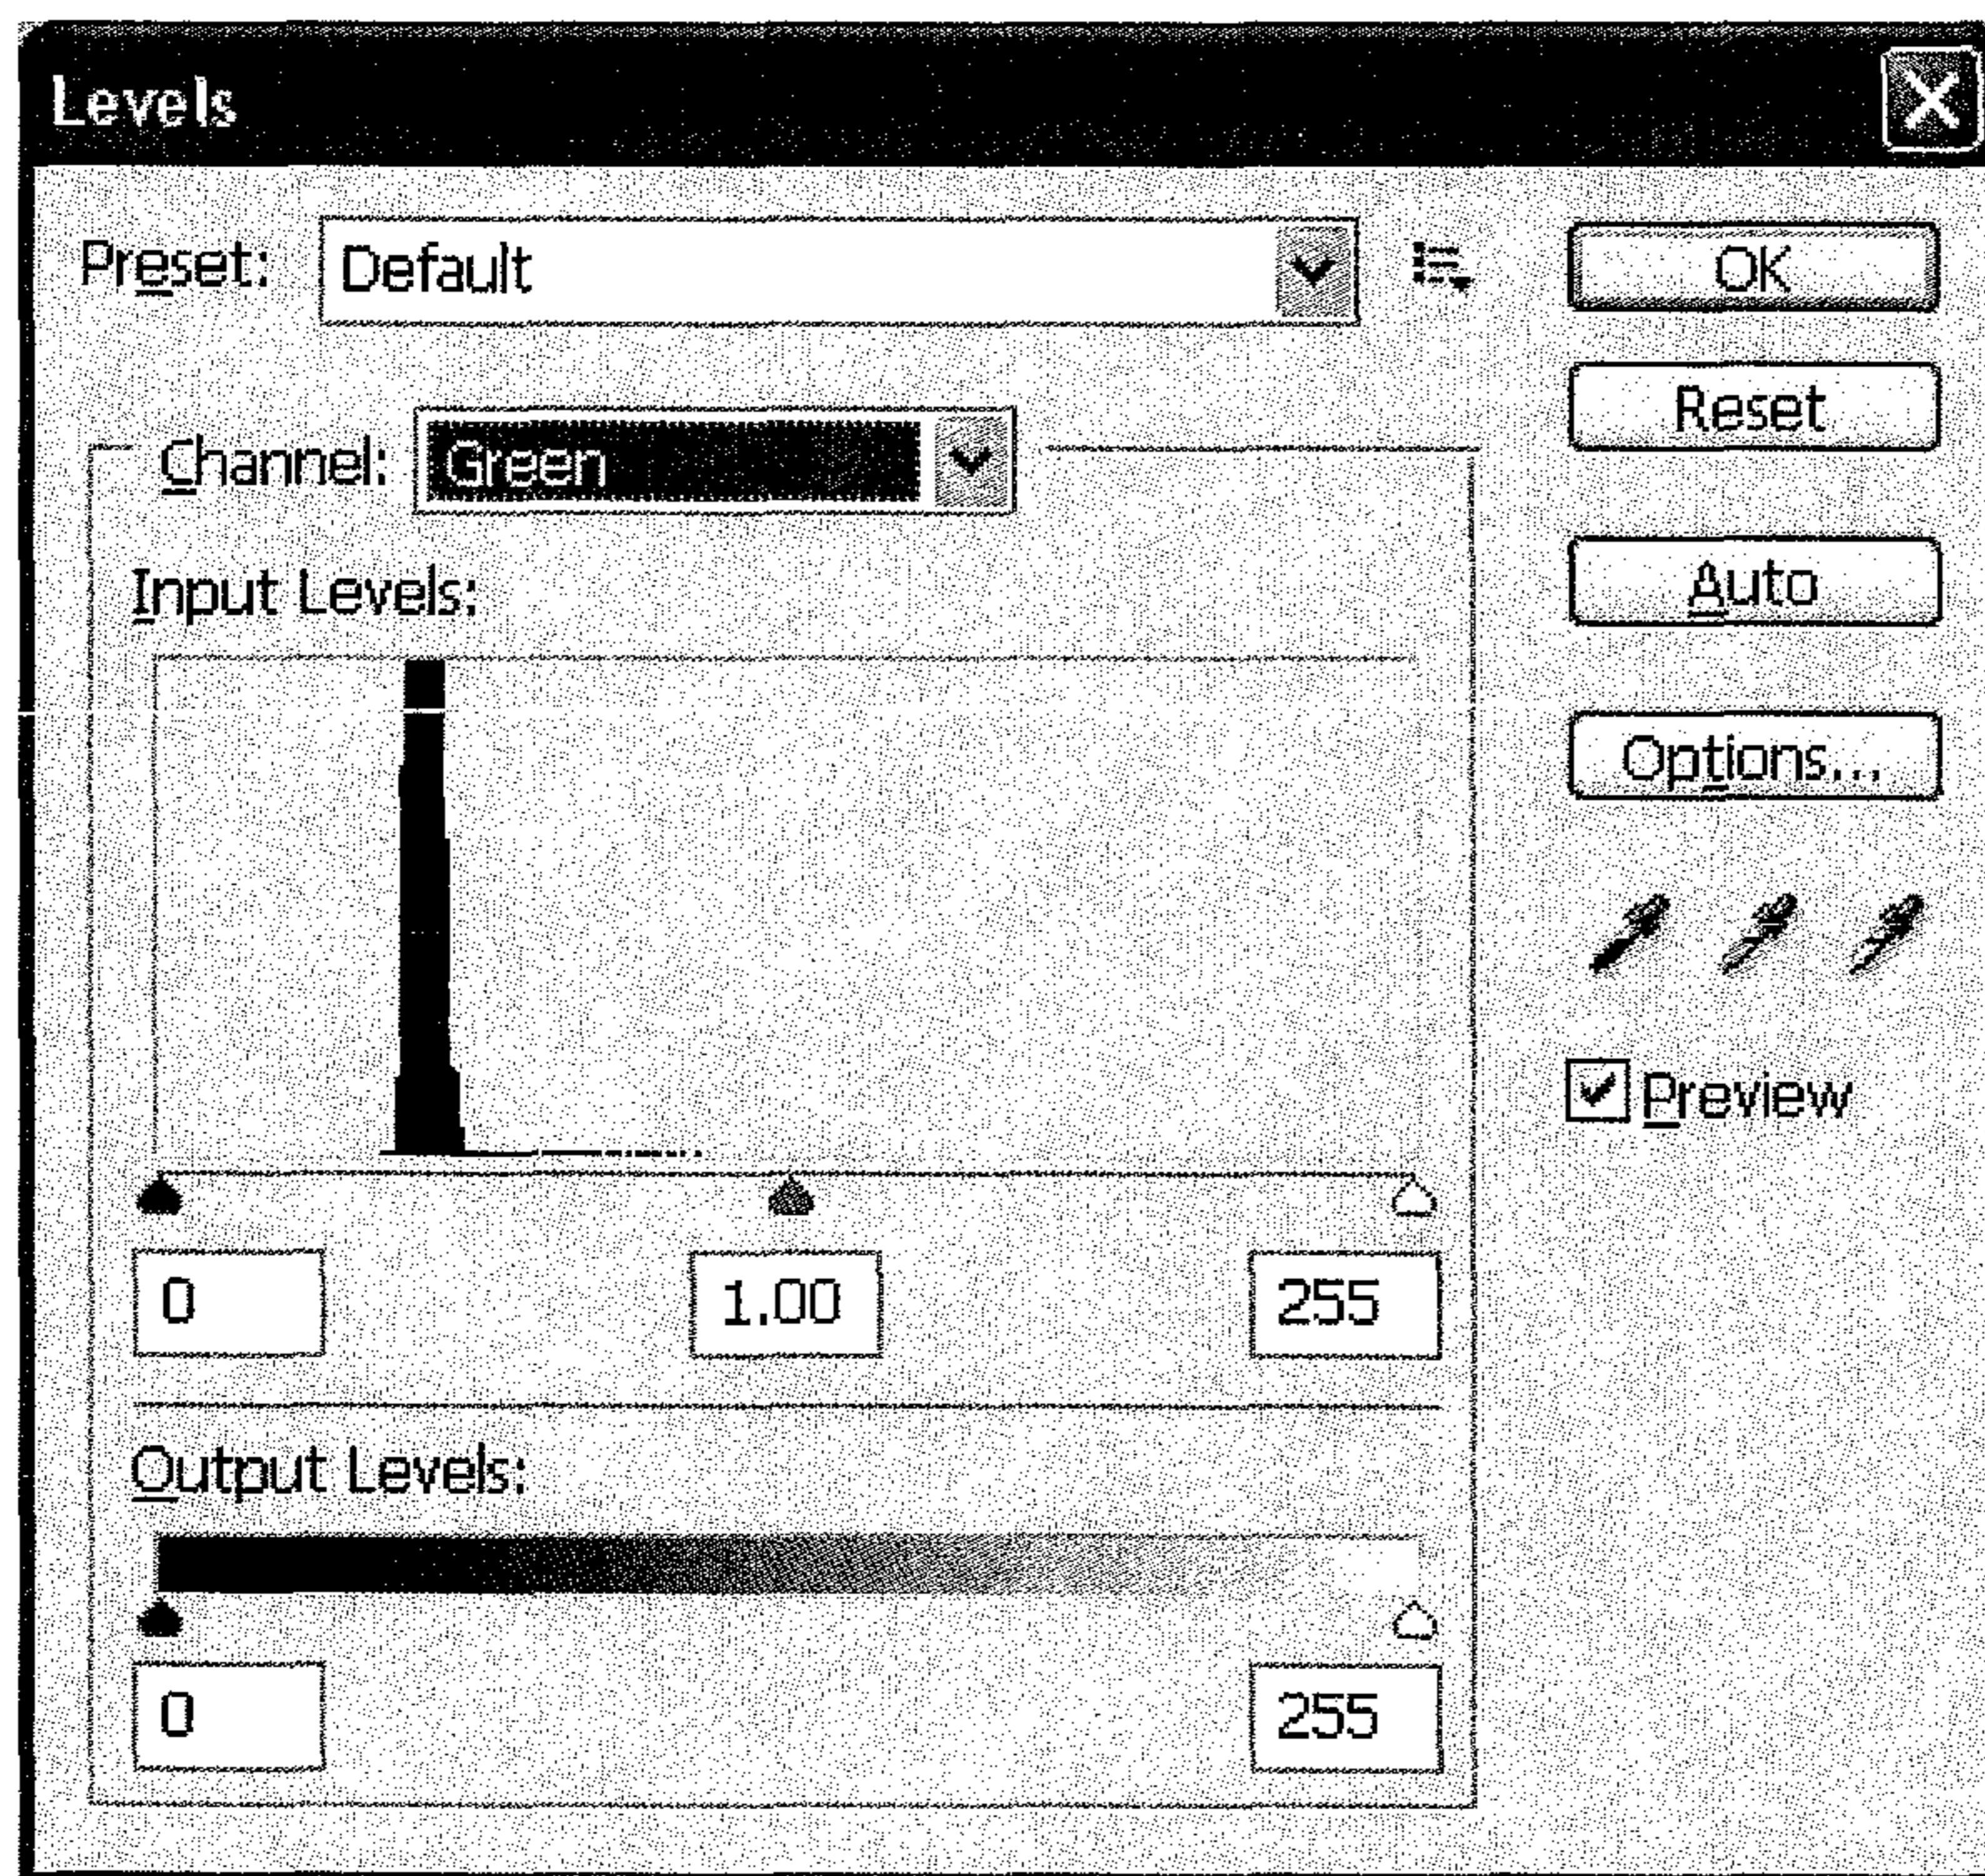 Levels
Preset: Default
OK
Reset
Channel: Green
Auto
Input Levels:
Options...
Preview
0 1.00 255
Output Levels:
0 255